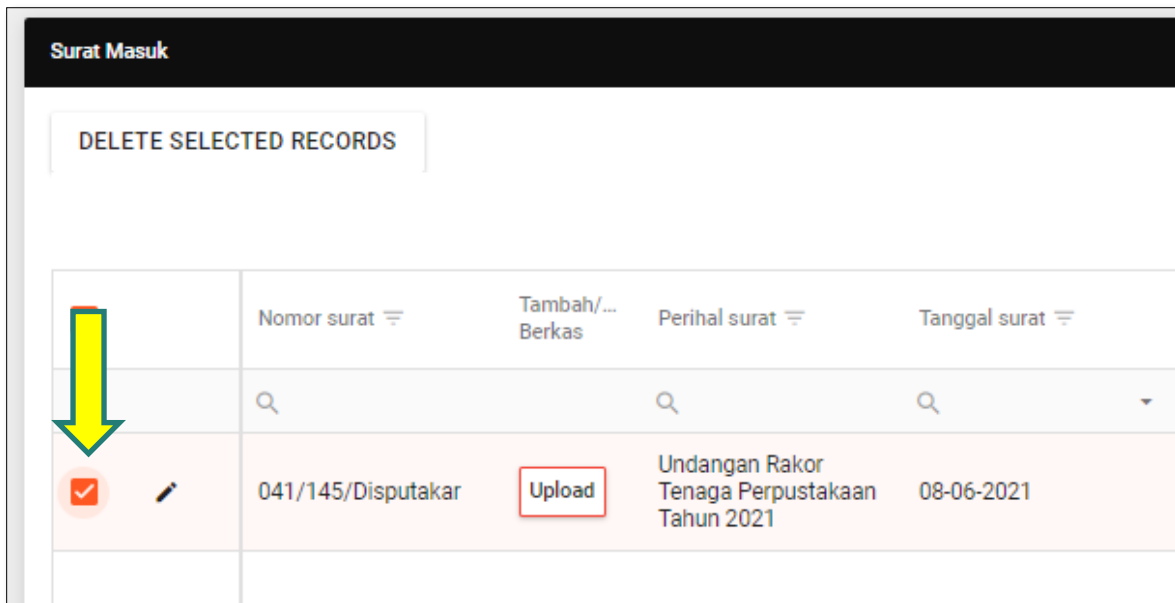 Surat Masuk
DELETE SELECTED RECORDS
Nomor surat
Tambah/...
Berkas
Perihal surat
Tanggal surat
041/145/Disputakar
Upload
Undangan Rakor
Tenaga Perpustakaan
Tahun 2021
08-06-2021